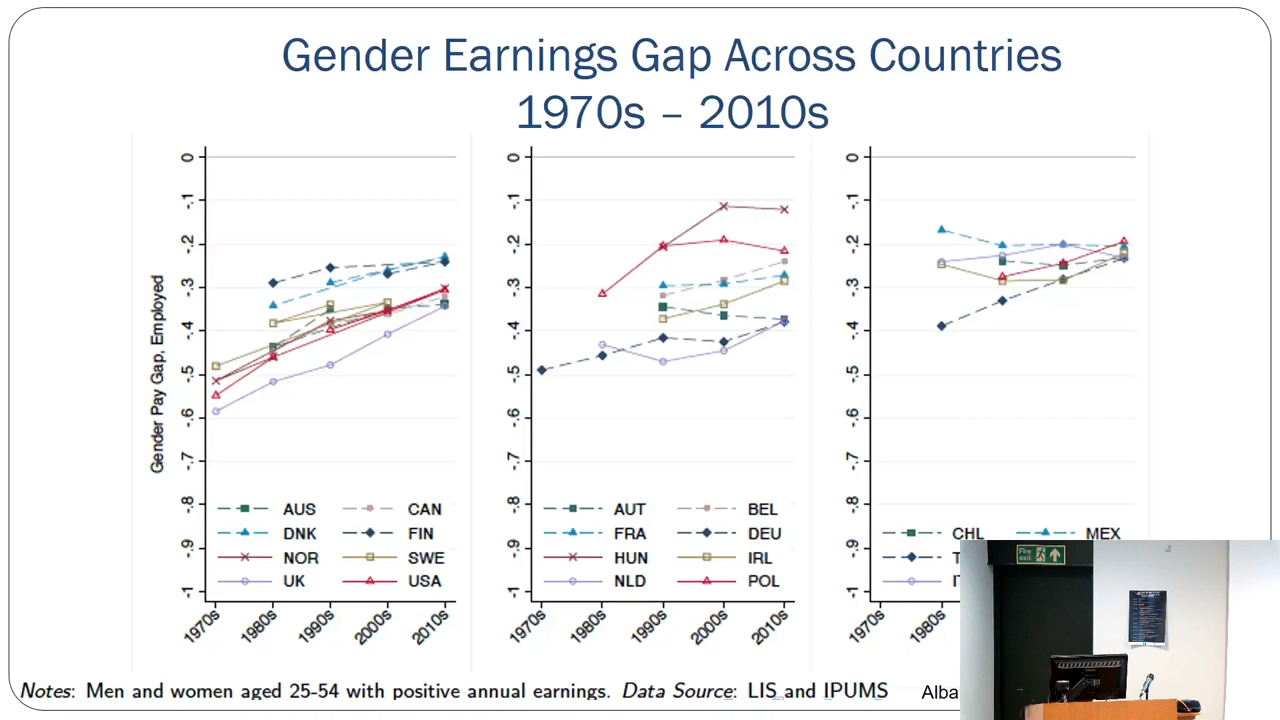 Gender Earnings Gap Across Countries
1970s – 2010s
Gender Pay Gap, Employed
0
-.1
-.2
-.3
-.4
-.5
-.6
-.7
-.8
-.9
-1
1970s
1980s
1990s
2000s
2010s
AUS
CAN
DNK
FIN
NOR
SWE
UK
USA
0
-.1
-.2
-.3
-.4
-.5
-.6
-.7
-.8
-.9
-1
1970s
1980s
1990s
2000s
2010s
AUT
BEL
FRA
DEU
HUN
IRL
NLD
POL
0
-.1
-.2
-.3
-.4
-.5
-.6
-.7
-.8
-.9
-1
1970s
1980s
CHL
MEX
Fire
exit
Notes: Men and women aged 25-54 with positive annual earnings. Data Source: LIS and IPUMS
Alba